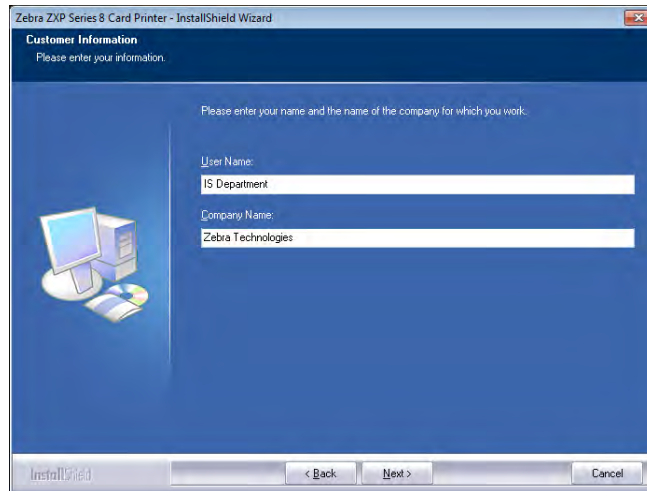 Zebra ZXP Series 8 Card Printer - InstallShield Wizard
Customer Information
Please enter your information.
Please enter your name and the name of the company for which you work.
User Name:
IS Department
Company Name:
Zebra Technologies
InstallShield
< Back
Next >
Cancel